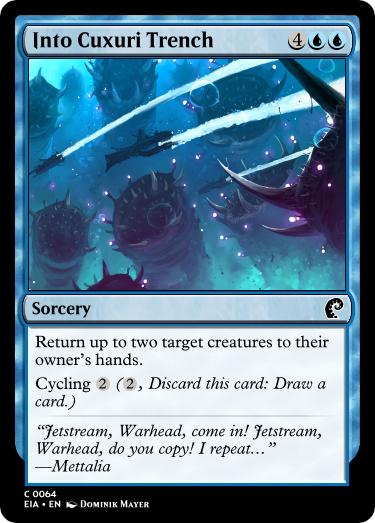 Into Cuxuri Trench 4
Sorcery
Return up to two target creatures to their
owner's hands.
Cycling 2 (2, Discard this card: Draw a
card.)
"Jetstream, Warhead, come in! Jetstream,
Warhead, do you copy! I repeat…"
—Mettalia
C 0064
EIA • EN Dominik Mayer